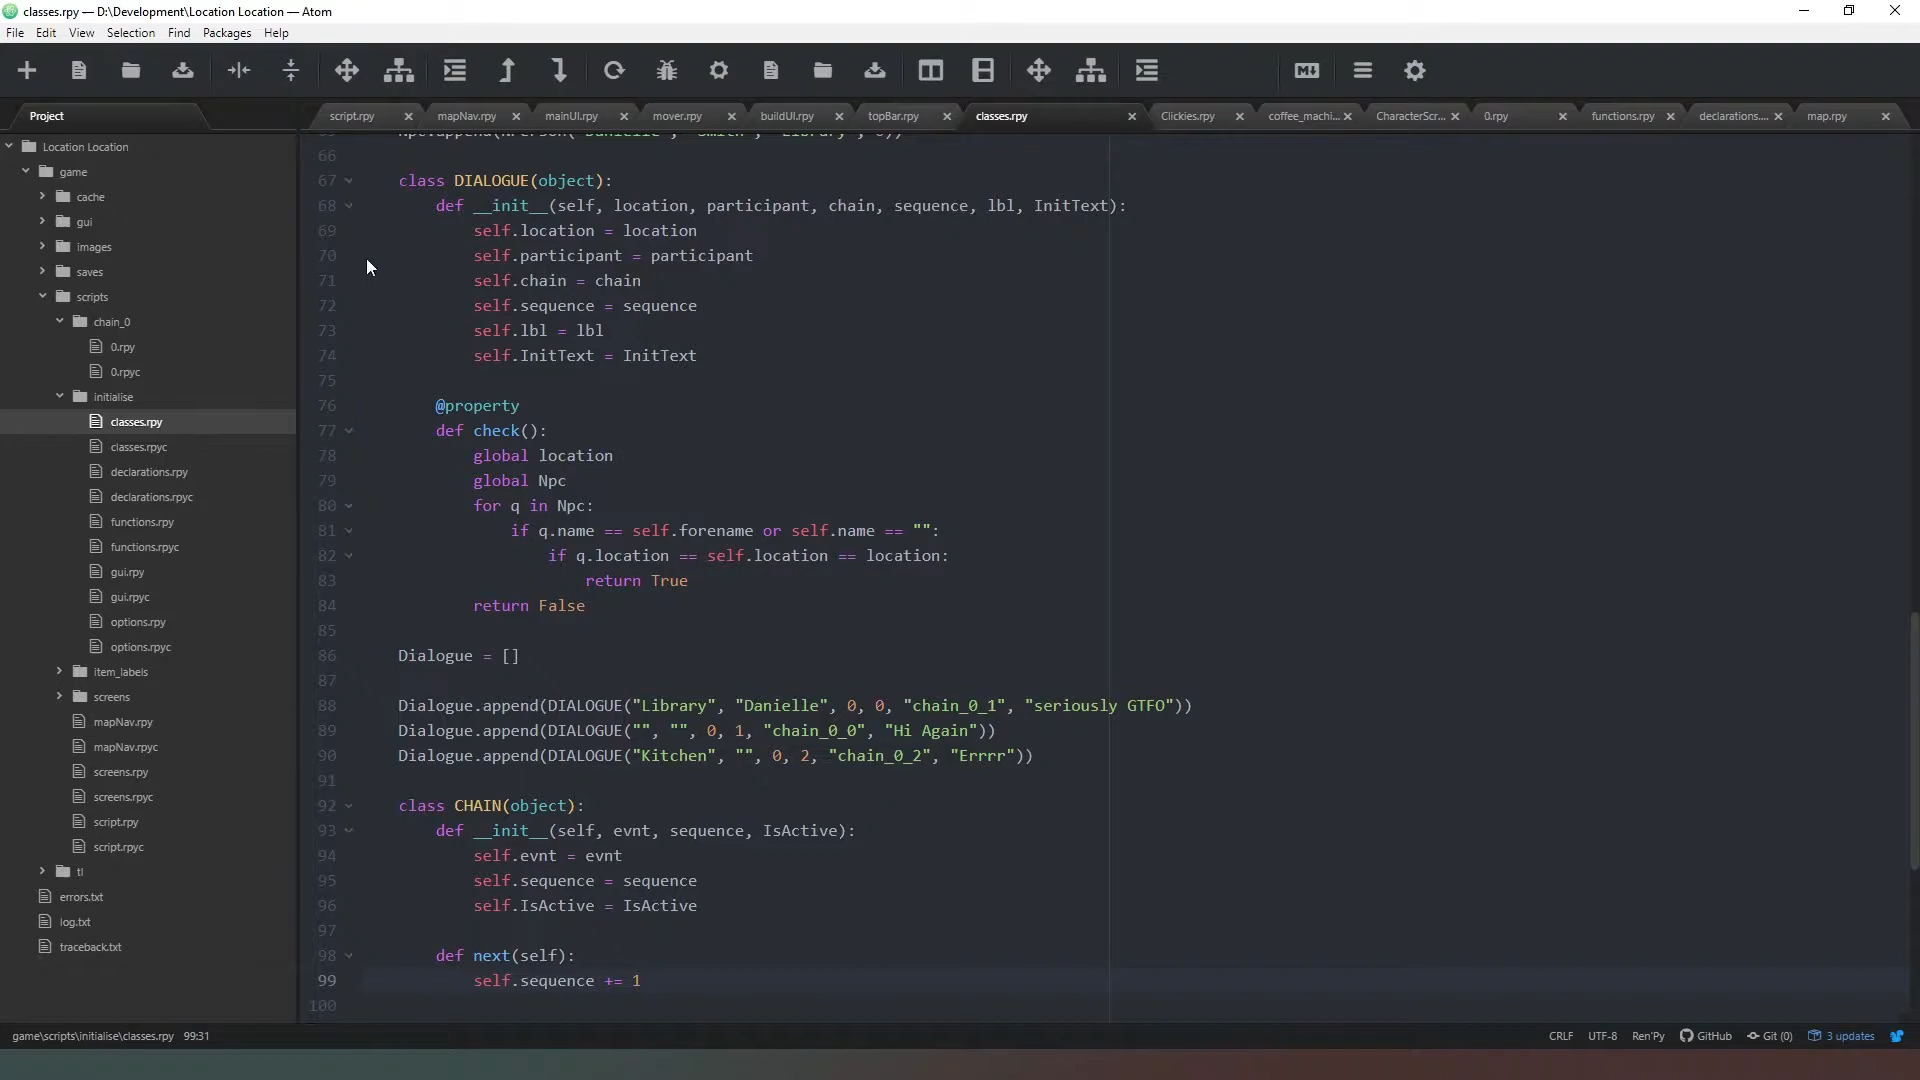 classes.rpy — D:\Development\Location Location — Atom
File Edit View Selection Find Packages Help
Project
script.rpy mapNav.rpy mainUI.rpy mover.rpy buildUI.rpy topBar.rpy classes.rpy Clickies.rpy coffee_machi... CharacterScr... 0.rpy functions.rpy declarations.... map.rpy
Location Location
game
cache
gui
images
saves
scripts
chain_0
0.rpy
0.rpyc
initialise
classes.rpy
classes.rpyc
declarations.rpy
declarations.rpyc
functions.rpy
functions.rpyc
gui.rpy
gui.rpyc
options.rpy
options.rpyc
item_labels
screens
mapNav.rpy
mapNav.rpyc
screens.rpy
screens.rpyc
script.rpy
script.rpyc
tl
errors.txt
log.txt
traceback.txt
66
67 class DIALOGUE(object):
68 def __init__(self, location, participant, chain, sequence, lbl, InitText):
69 self.location = location
70 self.participant = participant
71 self.chain = chain
72 self.sequence = sequence
73 self.lbl = lbl
74 self.InitText = InitText
75
76 @property
77 def check():
78 global location
79 global Npc
80 for q in Npc:
81 if q.name == self.forename or self.name == "":
82 if q.location == self.location == location:
83 return True
84 return False
85
86 Dialogue = []
87
88 Dialogue.append(DIALOGUE("Library", "Danielle", 0, 0, "chain_0_1", "seriously GTFO"))
89 Dialogue.append(DIALOGUE("", "", 0, 1, "chain_0_0", "Hi Again"))
90 Dialogue.append(DIALOGUE("Kitchen", "", 0, 2, "chain_0_2", "Errrr"))
91
92 class CHAIN(object):
93 def __init__(self, evnt, sequence, IsActive):
94 self.evnt = evnt
95 self.sequence = sequence
96 self.IsActive = IsActive
97
98 def next(self):
99 self.sequence += 1
100
game\scripts\initialise\classes.rpy 99:31 CRLF UTF-8 Ren'Py GitHub Git (0) 3 updates